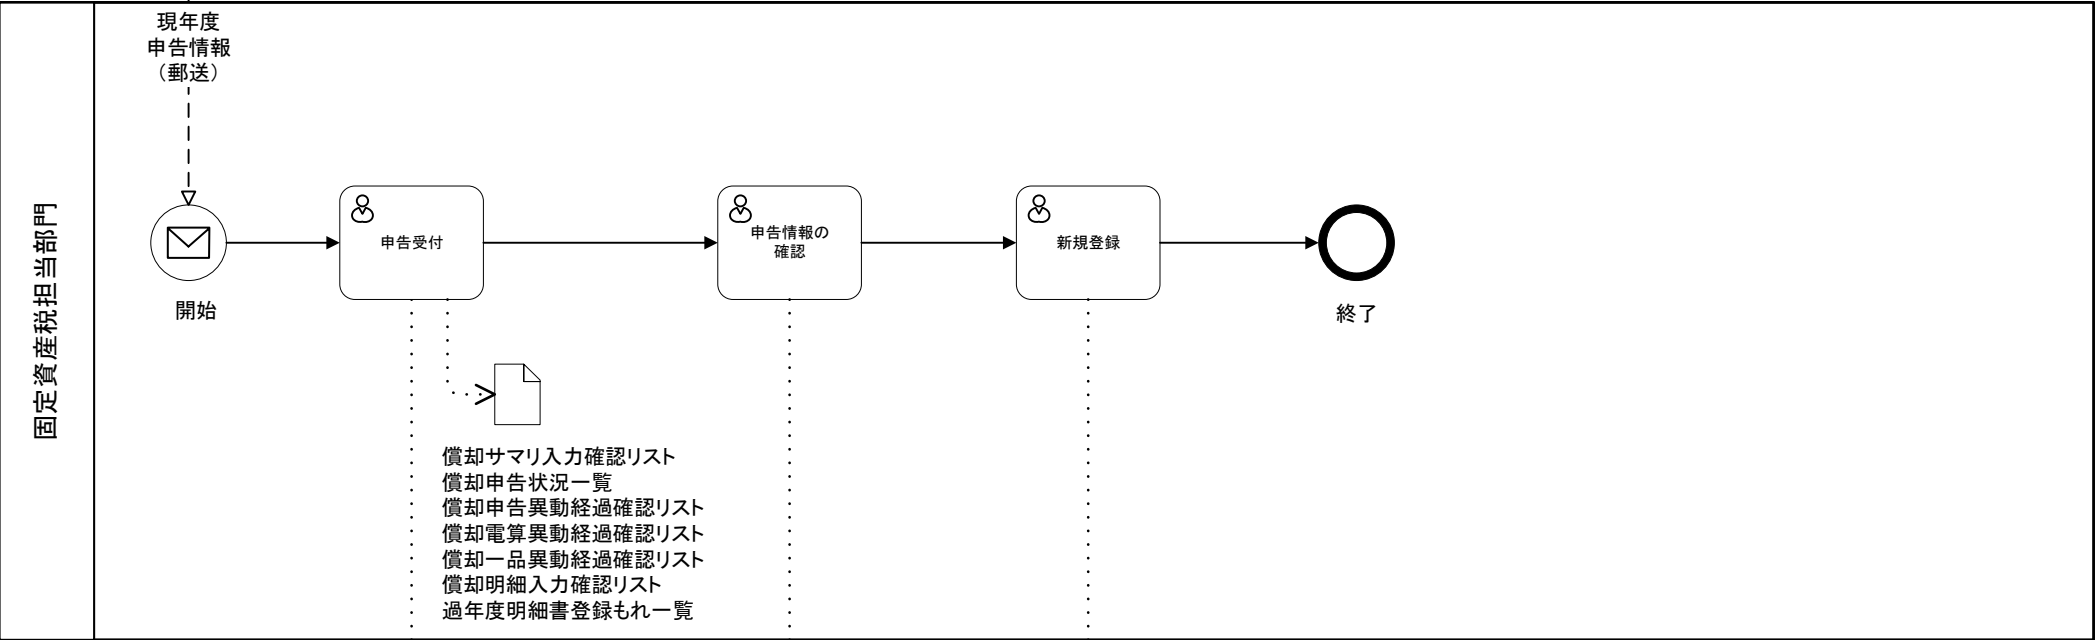 現年度
申告情報
（郵送）
固定資産税担当部門
開始
申告受付
申告情報の
確認
新規登録
終了
償却サマリ入力確認リスト
償却申告状況一覧
償却申告異動経過確認リスト
償却電算異動経過確認リスト
償却一品異動経過確認リスト
償却明細入力確認リスト
過年度明細書登録もれ一覧